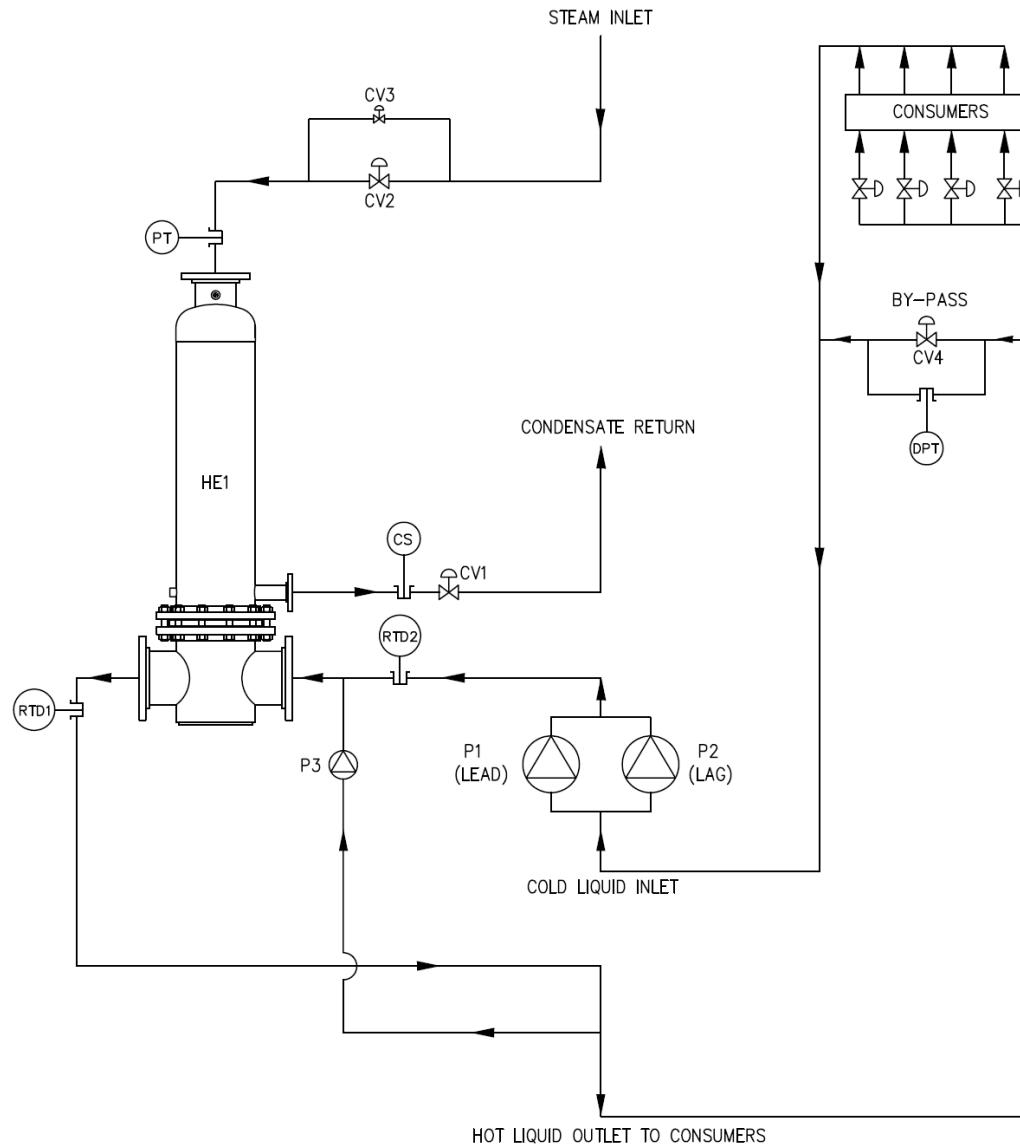 STEAM INLET
CV3
CONSUMERS
CV2
PT
BY-PASS
CV4
CONDENSATE RETURN
DPT
HE1
CS
CV1
RTD2
RTD1
P1
(LEAD)
P2
(LAG)
P3
COLD LIQUID INLET
HOT LIQUID OUTLET TO CONSUMERS